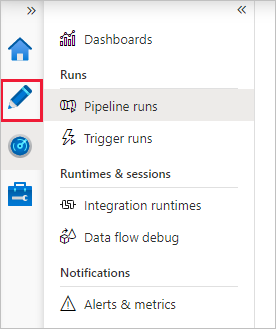 Dashboards
Runs
Pipeline runs
Trigger runs
Runtimes & sessions
Integration runtimes
Data flow debug
Notifications
Alerts & metrics